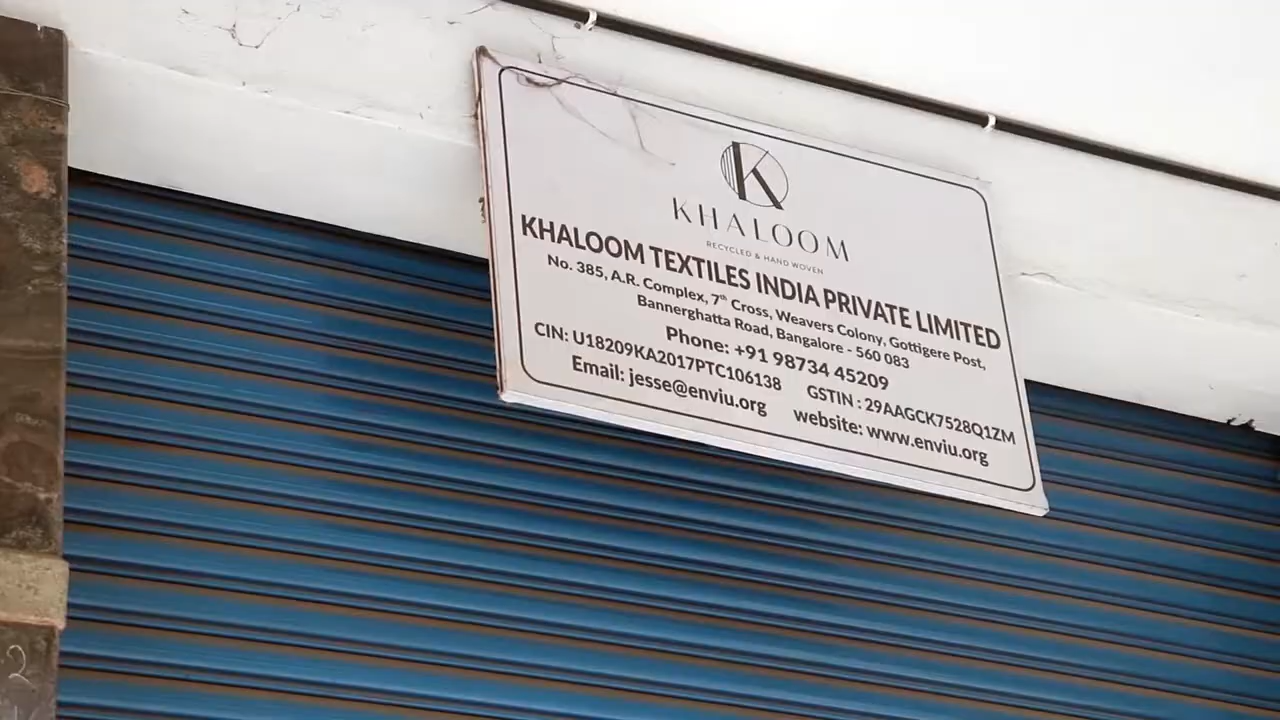 K
KHALOOM
RECYCLED & HAND WOVEN
KHALOOM TEXTILES INDIA PRIVATE LIMITED
No. 385, A.R. Complex, 7th Cross, Weavers Colony, Gottigere Post,
Bannerghatta Road, Bangalore - 560 083
Phone: +91 98734 45209
CIN: U18209KA2017PTC106138 GSTIN : 29AAGCK7528Q1ZM
Email: jesse@enviu.org website: www.enviu.org
2